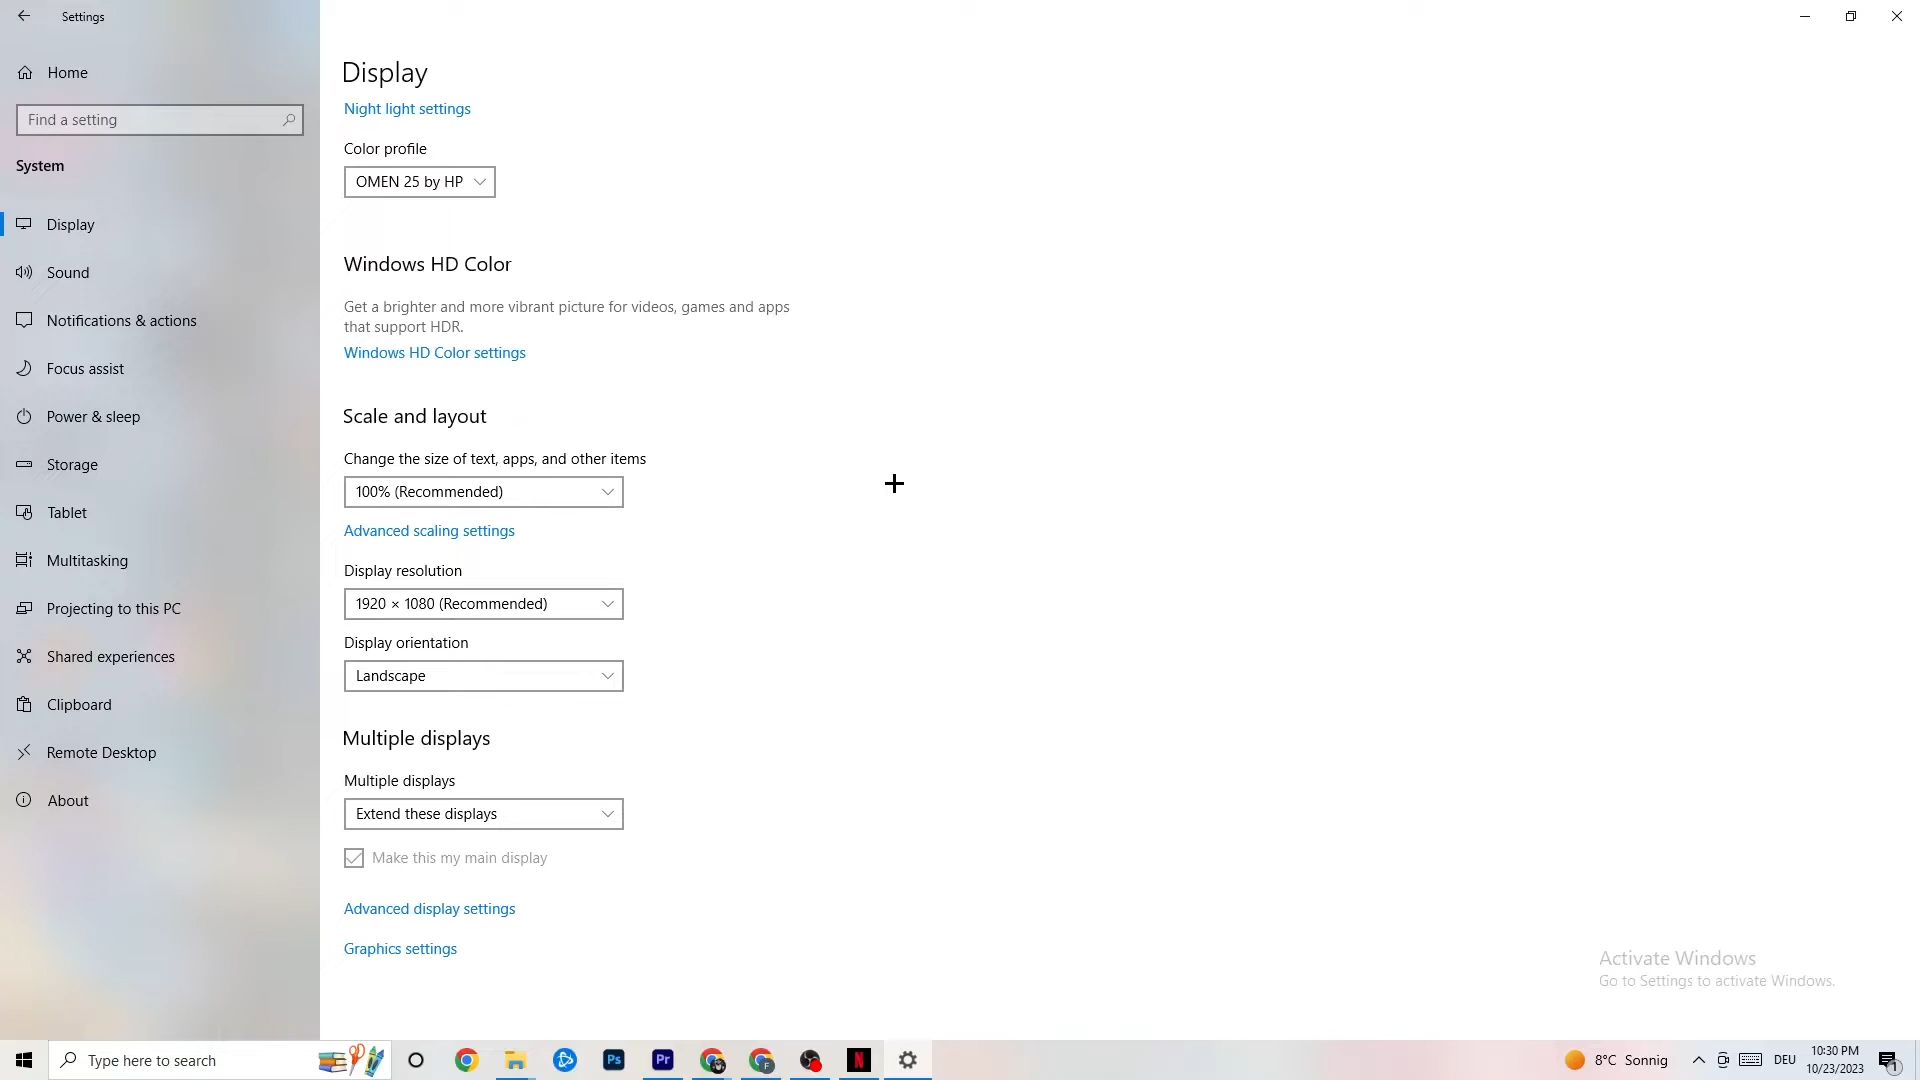 Settings
Home
Find a setting
System
Display
Sound
Notifications & actions
Focus assist
Power & sleep
Storage
Tablet
Multitasking
Projecting to this PC
Shared experiences
Clipboard
Remote Desktop
About
Display
Night light settings
Color profile
OMEN 25 by HP
Windows HD Color
Get a brighter and more vibrant picture for videos, games and apps
that support HDR.
Windows HD Color settings
Scale and layout
Change the size of text, apps, and other items
100% (Recommended)
Advanced scaling settings
Display resolution
1920 × 1080 (Recommended)
Display orientation
Landscape
Multiple displays
Multiple displays
Extend these displays
Make this my main display
Advanced display settings
Graphics settings
Activate Windows
Go to Settings to activate Windows.
Type here to search
Ps
Pr
F
N
8°C Sonnig
DEU
10:30 PM
10/23/2023
1